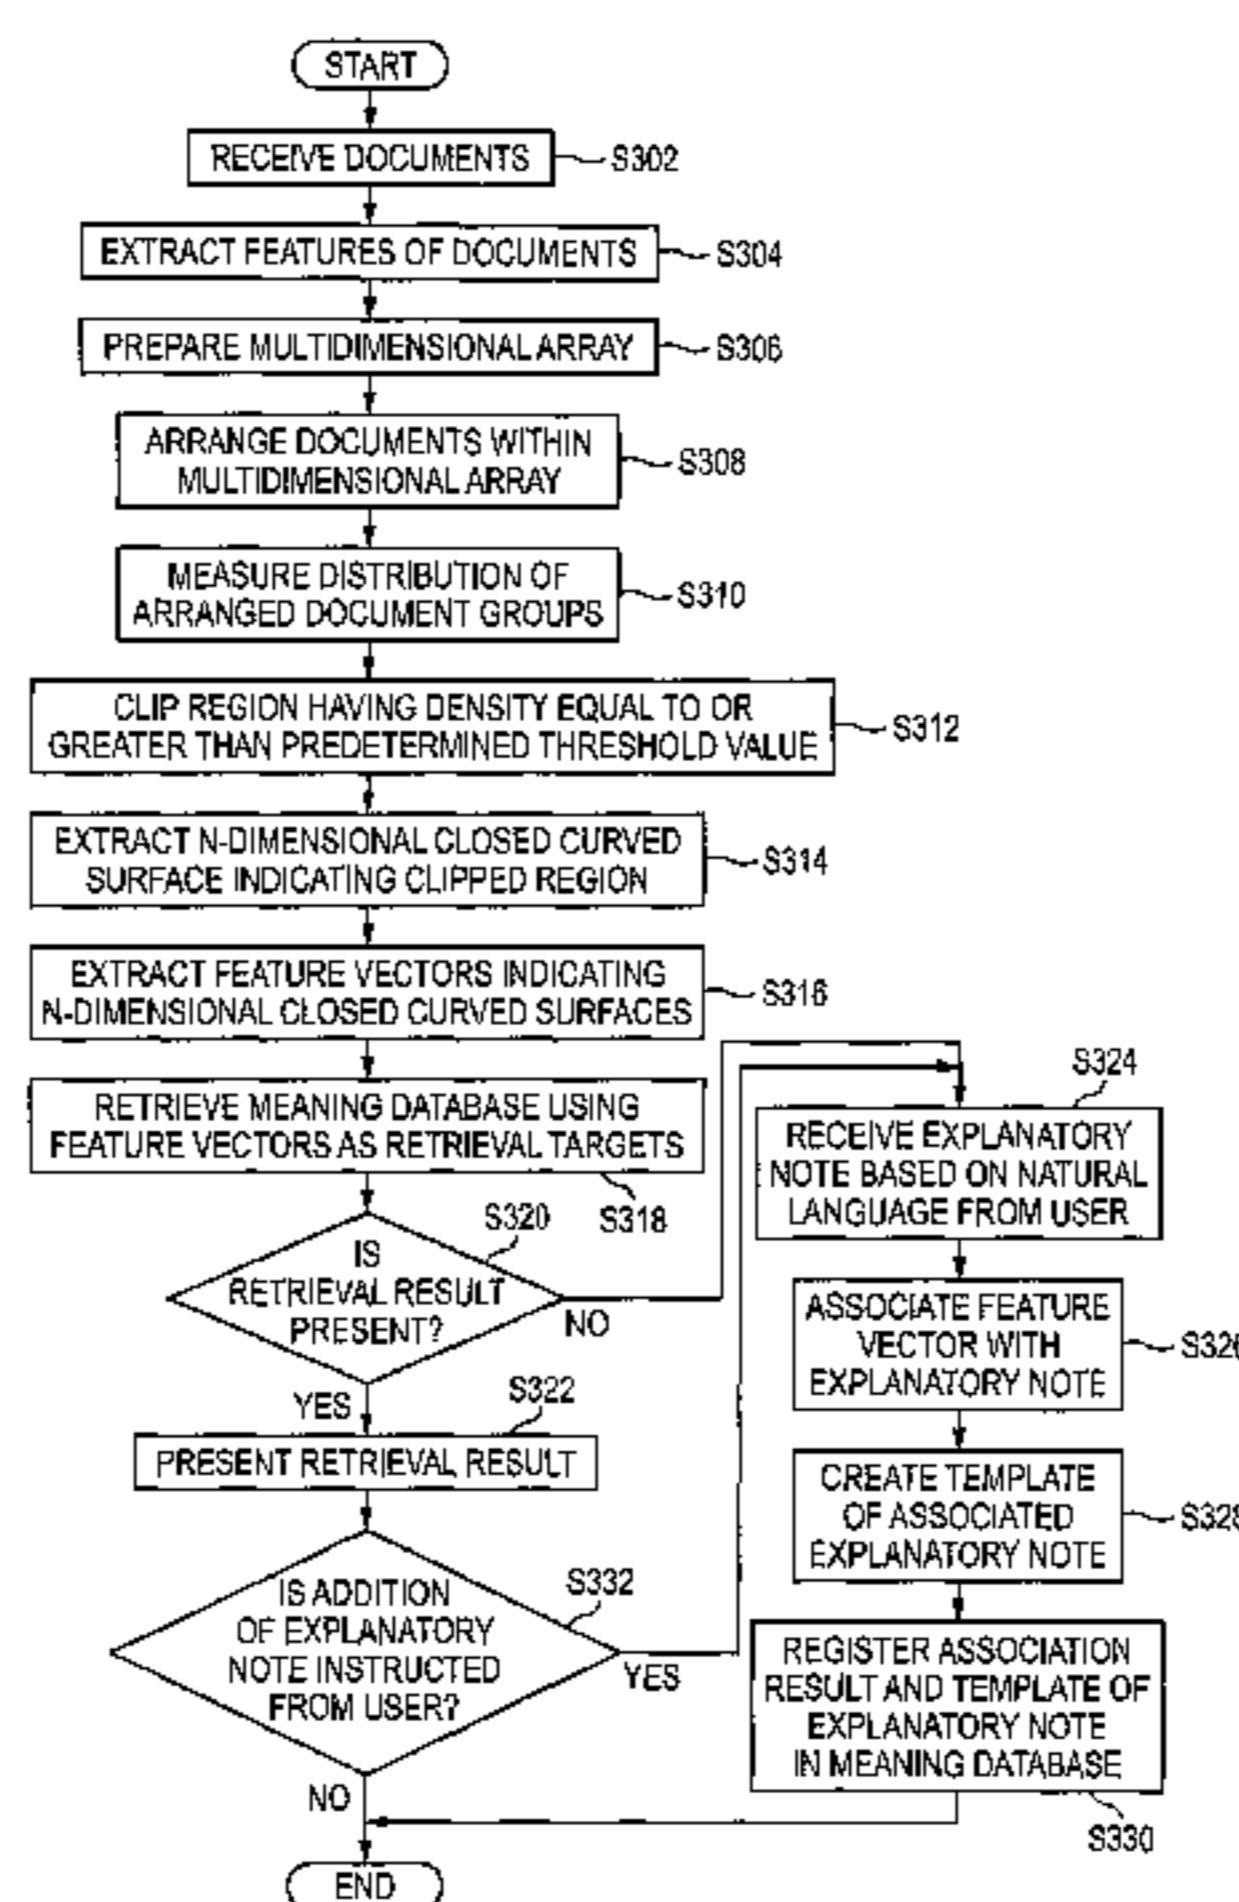 START
RECEIVE DOCUMENTS
S302
EXTRACT FEATURES OF DOCUMENTS
S304
PREPARE MULTIDIMENSIONAL ARRAY
S306
ARRANGE DOCUMENTS WITHIN
MULTIDIMENSIONAL ARRAY
S308
MEASURE DISTRIBUTION OF
ARRANGED DOCUMENT GROUPS
S310
CLIP REGION HAVING DENSITY EQUAL TO OR
GREATER THAN PREDETERMINED THRESHOLD VALUE
S312
EXTRACT N-DIMENSIONAL CLOSED CURVED
SURFACE INDICATING CLIPPED REGION
S314
EXTRACT FEATURE VECTORS INDICATING
N-DIMENSIONAL CLOSED CURVED SURFACES
S316
RETRIEVE MEANING DATABASE USING
FEATURE VECTORS AS RETRIEVAL TARGETS
S318
S320
IS
RETRIEVAL RESULT
PRESENT?
NO
YES
S322
PRESENT RETRIEVAL RESULT
S332
IS ADDITION
OF EXPLANATORY
NOTE INSTRUCTED
FROM USER?
YES
NO
END
S324
RECEIVE EXPLANATORY
NOTE BASED ON NATURAL
LANGUAGE FROM USER
ASSOCIATE FEATURE
VECTOR WITH
EXPLANATORY NOTE
S326
CREATE TEMPLATE
OF ASSOCIATED
EXPLANATORY NOTE
S328
REGISTER ASSOCIATION
RESULT AND TEMPLATE OF
EXPLANATORY NOTE
IN MEANING DATABASE
S330